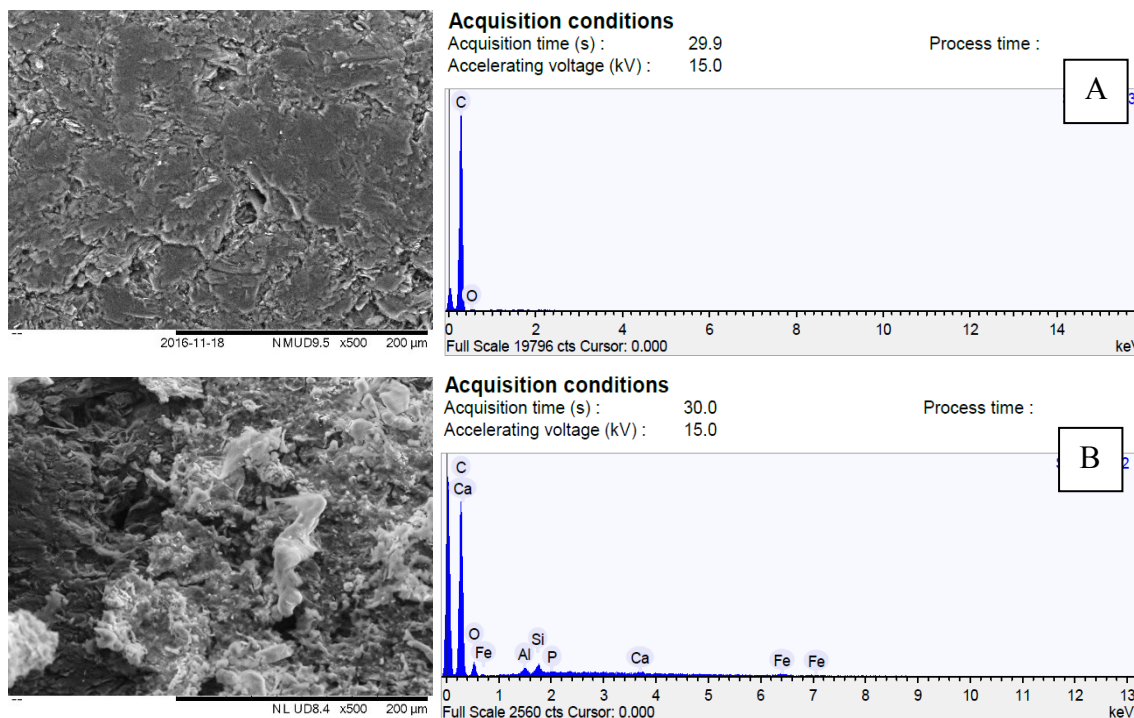 Acquisition conditions
Acquisition time (s) : 29.9 Process time :
Accelerating voltage (kV) : 15.0
A
C
O
0 2 4 6 8 10 12 14
Full Scale 19796 cts Cursor: 0.000 keV
2016-11-18 NMUD9.5 x500 200 µm
Acquisition conditions
Acquisition time (s) : 30.0 Process time :
Accelerating voltage (kV) : 15.0
B
C
Ca
O
Fe
Al
Si
P
Ca
Fe
Fe
0 1 2 3 4 5 6 7 8 9 10 11 12 13
Full Scale 2560 cts Cursor: 0.000 keV
NL UD8.4 x500 200 µm